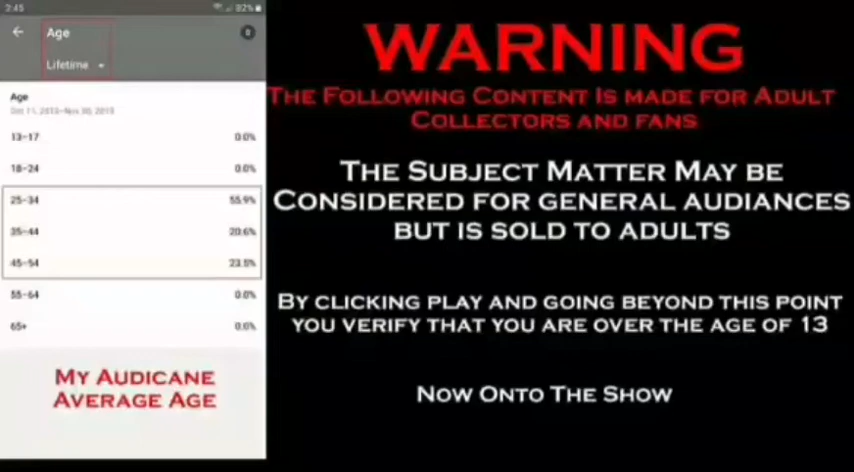 2:45
82%
Age
Lifetime
Age
13-17 0.0%
18-24 0.0%
25-34 55.9%
35-44 20.6%
45-54 23.5%
55-64 0.0%
65+ 0.0%
My Audicane
Average Age
WARNING
The Following Content Is made for Adult
Collectors and fans
The Subject Matter May be
Considered for general audiances
but is sold to adults
By clicking play and going beyond this point
you verify that you are over the age of 13
Now Onto The Show